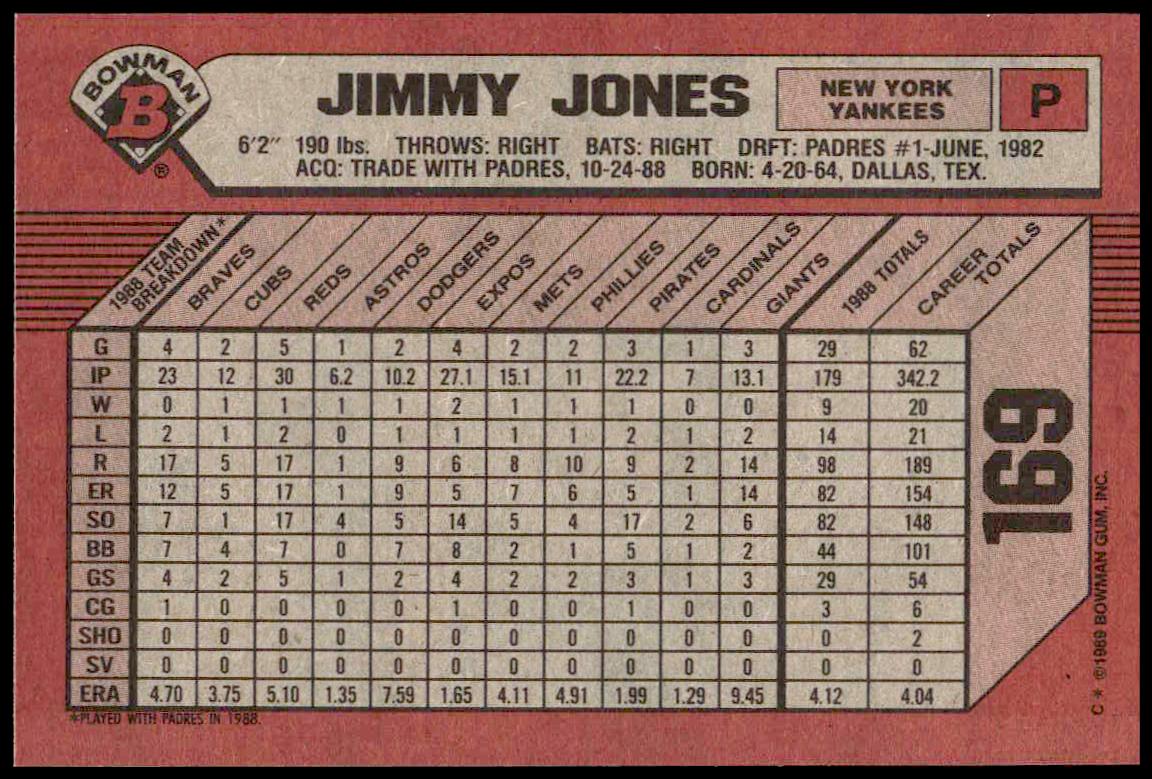 BOWMAN
B
®
JIMMY JONES
NEW YORK
YANKEES
P
6'2" 190 lbs. THROWS: RIGHT BATS: RIGHT DRFT: PADRES #1-JUNE, 1982
ACQ: TRADE WITH PADRES, 10-24-88 BORN: 4-20-64, DALLAS, TEX.
1988 TEAM BREAKDOWN* BRAVES CUBS REDS ASTROS DODGERS EXPOS METS PHILLIES PIRATES CARDINALS GIANTS 1988 TOTALS CAREER TOTALS
G 4 2 5 1 2 4 2 2 3 1 3 29 62
IP 23 12 30 6.2 10.2 27.1 15.1 11 22.2 7 13.1 179 342.2
W 0 1 1 1 1 2 1 1 1 0 0 9 20
L 2 1 2 0 1 1 1 1 2 1 2 14 21
R 17 5 17 1 9 6 8 10 9 2 14 98 189
ER 12 5 17 1 9 5 7 6 5 1 14 82 154
SO 7 1 17 4 5 14 5 4 17 2 6 82 148
BB 7 4 7 0 7 8 2 1 5 1 2 44 101
GS 4 2 5 1 2 4 2 2 3 1 3 29 54
CG 1 0 0 0 0 1 0 0 1 0 0 3 6
SHO 0 0 0 0 0 0 0 0 0 0 0 0 2
SV 0 0 0 0 0 0 0 0 0 0 0 0 0
ERA 4.70 3.75 5.10 1.35 7.59 1.65 4.11 4.91 1.99 1.29 9.45 4.12 4.04
*PLAYED WITH PADRES IN 1988.
169
C* ©1989 BOWMAN GUM, INC.